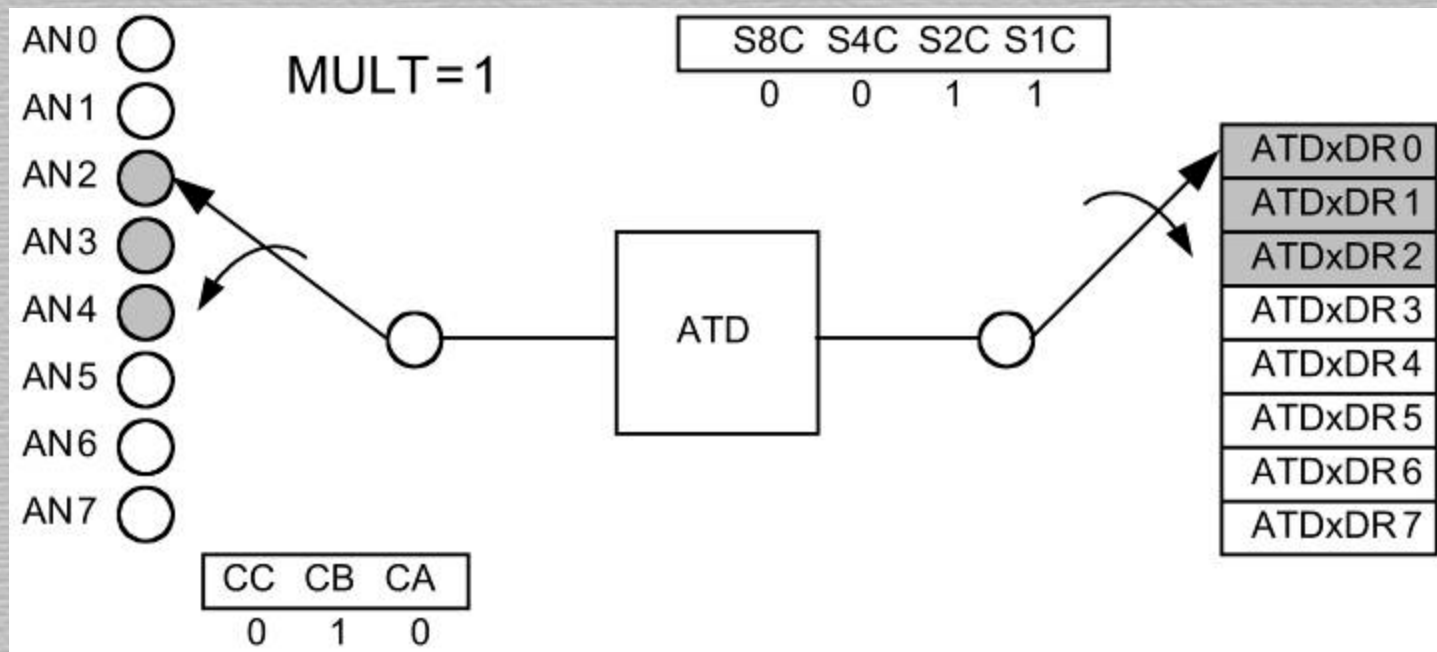 AN0
AN1
AN2
AN3
AN4
AN5
AN6
AN7
MULT=1
S8C S4C S2C S1C
0 0 1 1
ATD
ATDxDR0
ATDxDR1
ATDxDR2
ATDxDR3
ATDxDR4
ATDxDR5
ATDxDR6
ATDxDR7
CC CB CA
0 1 0